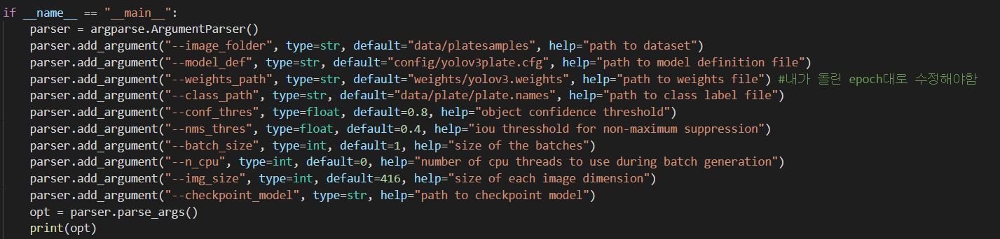 if __name__ == "__main__":
    parser = argparse.ArgumentParser()
    parser.add_argument("--image_folder", type=str, default="data/platesamples", help="path to dataset")
    parser.add_argument("--model_def", type=str, default="config/yolov3plate.cfg", help="path to model definition file")
    parser.add_argument("--weights_path", type=str, default="weights/yolov3.weights", help="path to weights file") #내가 돌린 epoch대로 수정해야함
    parser.add_argument("--class_path", type=str, default="data/plate/plate.names", help="path to class label file")
    parser.add_argument("--conf_thres", type=float, default=0.8, help="object confidence threshold")
    parser.add_argument("--nms_thres", type=float, default=0.4, help="iou thresshold for non-maximum suppression")
    parser.add_argument("--batch_size", type=int, default=1, help="size of the batches")
    parser.add_argument("--n_cpu", type=int, default=0, help="number of cpu threads to use during batch generation")
    parser.add_argument("--img_size", type=int, default=416, help="size of each image dimension")
    parser.add_argument("--checkpoint_model", type=str, help="path to checkpoint model")
    opt = parser.parse_args()
    print(opt)